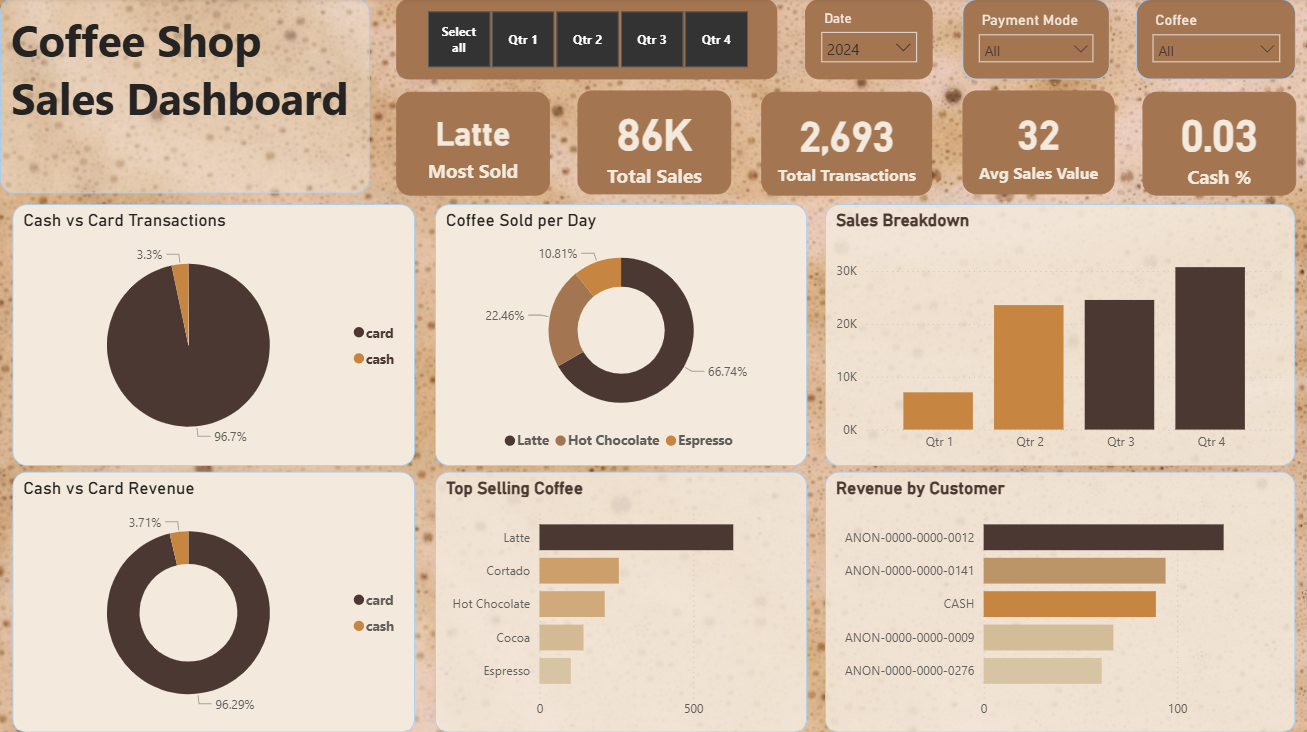 Coffee Shop
Sales Dashboard
Select
all
Qtr 1
Qtr 2
Qtr 3
Qtr 4
Date
2024
Payment Mode
All
Coffee
All
Latte
Most Sold
86K
Total Sales
2,693
Total Transactions
32
Avg Sales Value
0.03
Cash %
Cash vs Card Transactions
3.3%
96.7%
card
cash
Coffee Sold per Day
10.81%
22.46%
66.74%
Latte Hot Chocolate Espresso
Sales Breakdown
30K
20K
10K
0K
Qtr 1 Qtr 2 Qtr 3 Qtr 4
Cash vs Card Revenue
3.71%
96.29%
card
cash
Top Selling Coffee
Latte
Cortado
Hot Chocolate
Cocoa
Espresso
0 500
Revenue by Customer
ANON-0000-0000-0012
ANON-0000-0000-0141
CASH
ANON-0000-0000-0009
ANON-0000-0000-0276
0 100